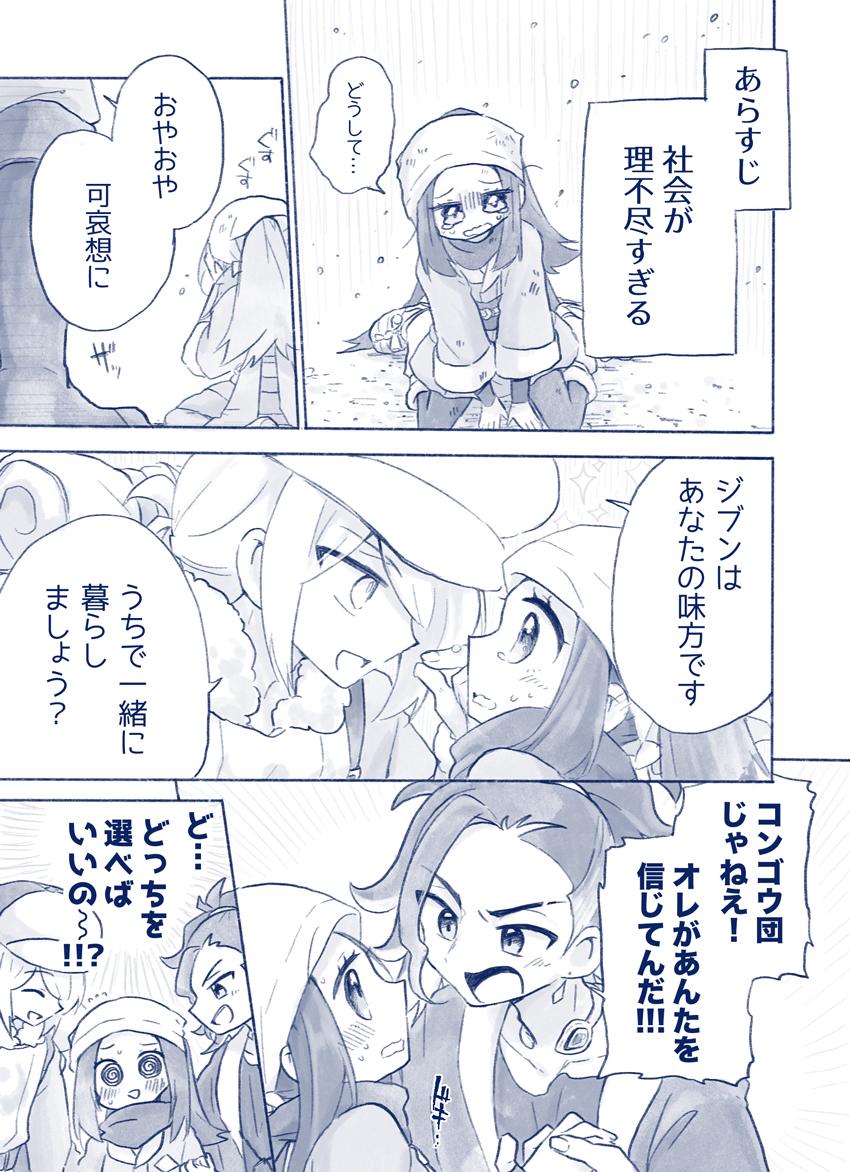 あらすじ
社会が
理不尽すぎる
どうして…
ぐす
ぐす
おやおや
可哀想に
ザッ
ジブンは
あなたの味方です
うちで一緒に
暮らし
ましょう?
コンゴウ団
じゃねえ!
オレがあんたを
信じてんだ!!!
ど…
どっちを
選べば
いいの〜!!?